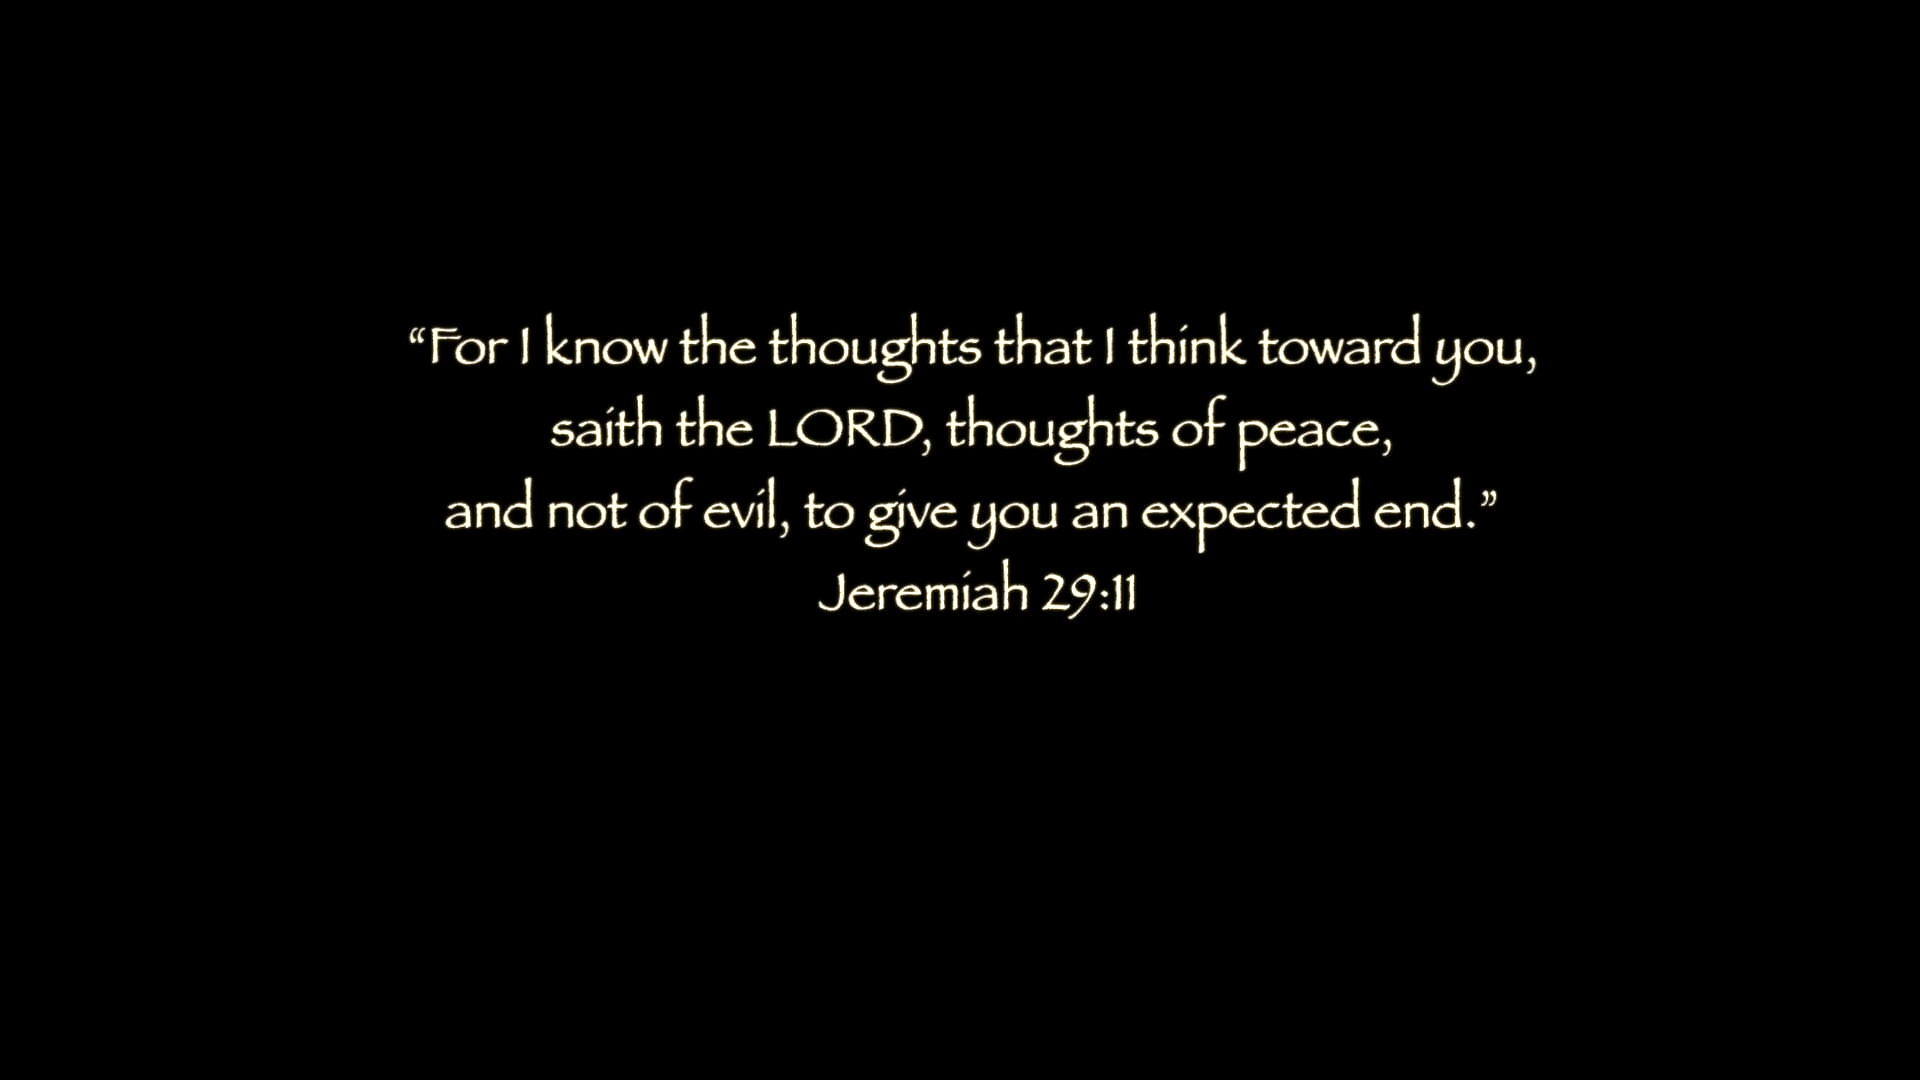 “For I know the thoughts that I think toward you,
saith the LORD, thoughts of peace,
and not of evil, to give you an expected end.”
Jeremiah 29:11